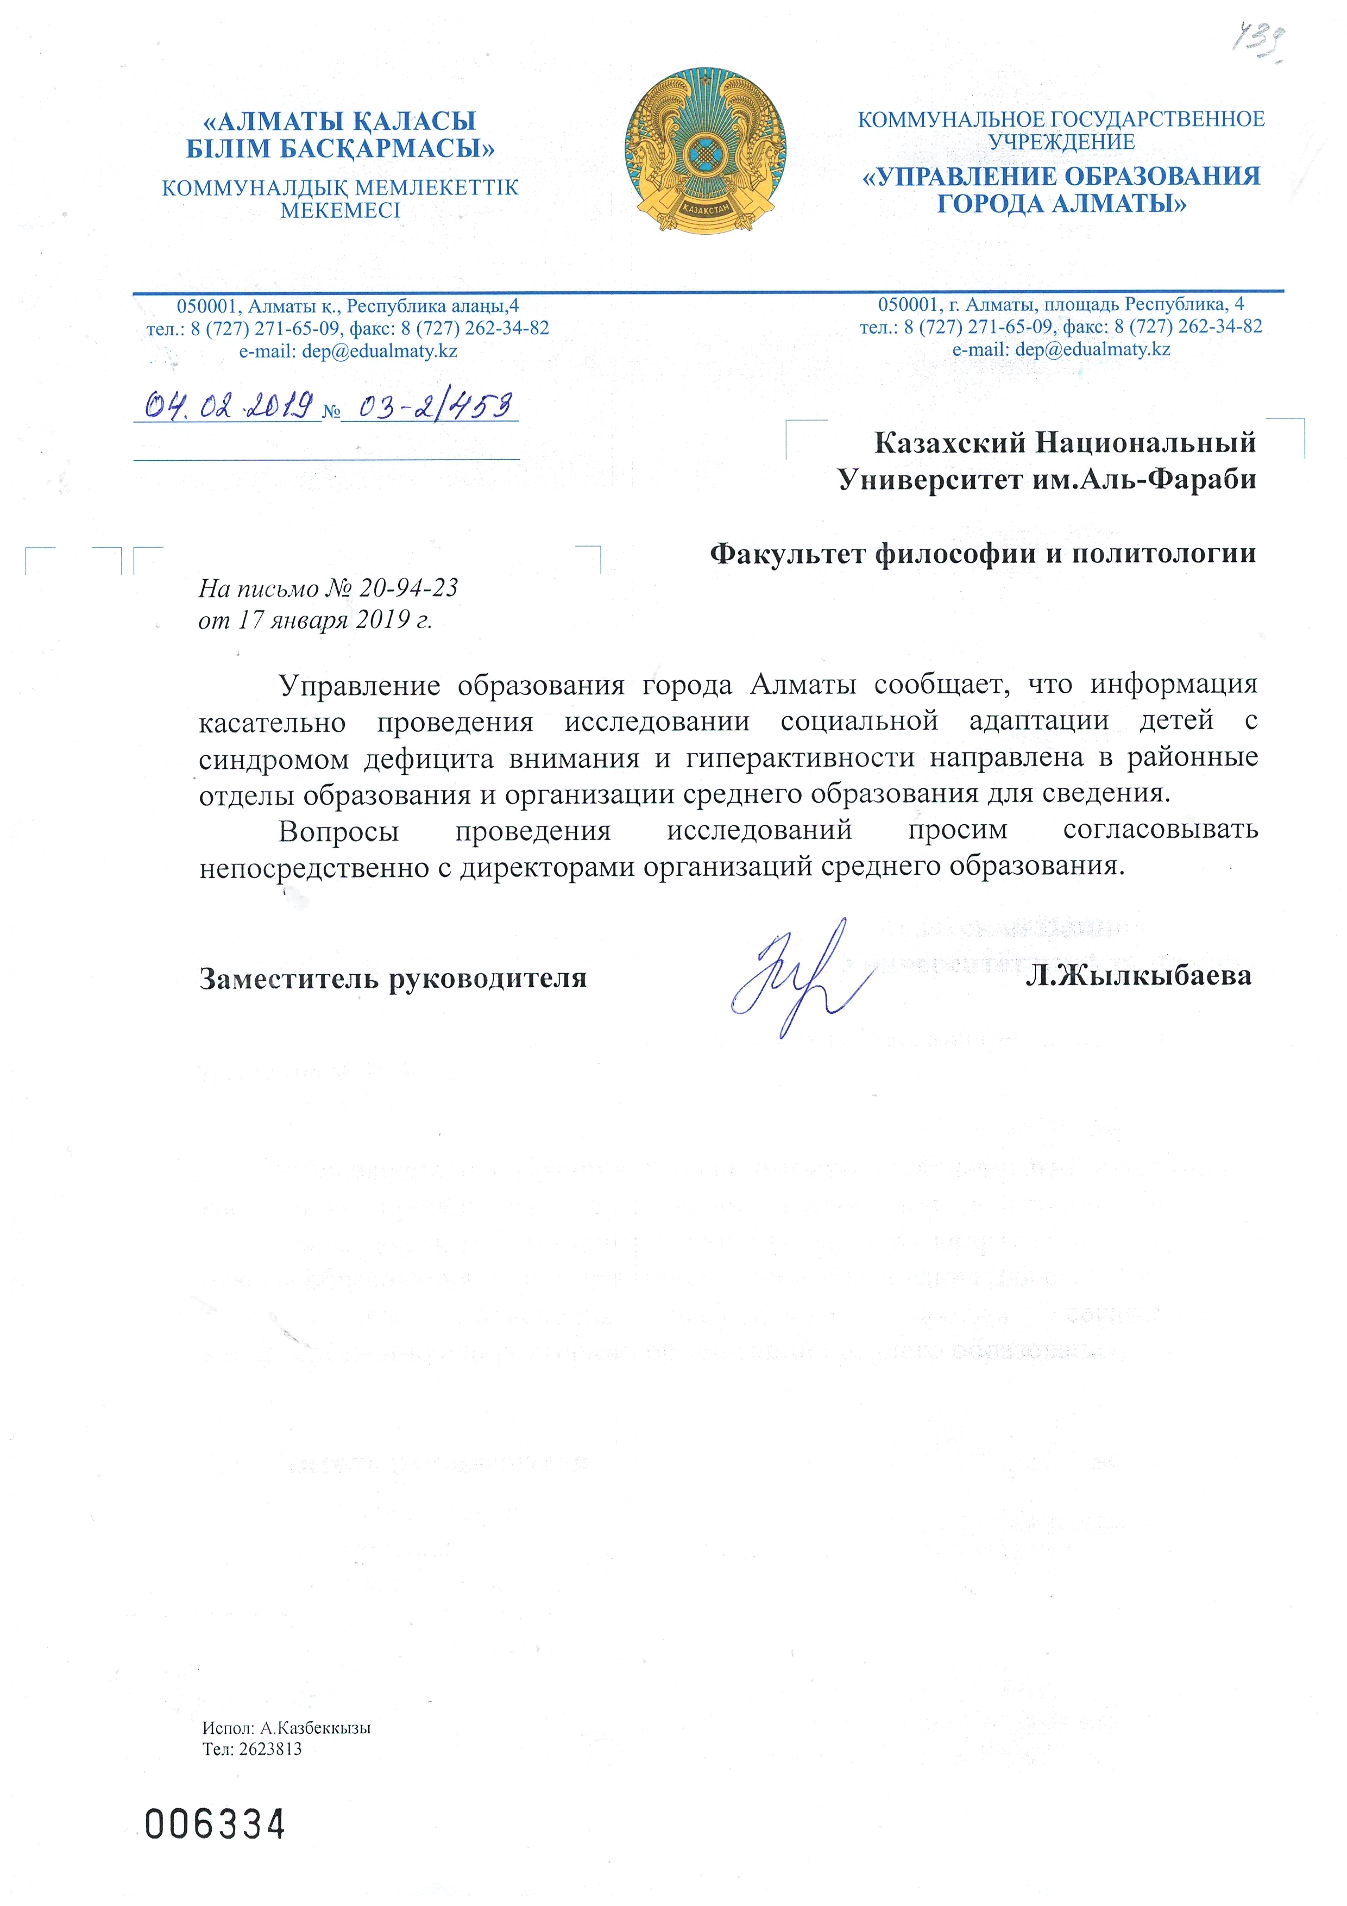 439
«АЛМАТЫ ҚАЛАСЫ
БІЛІМ БАСҚАРМАСЫ»
КОММУНАЛДЫҚ МЕМЛЕКЕТТІК
МЕКЕМЕСІ
ҚАЗАҚСТАН
КОММУНАЛЬНОЕ ГОСУДАРСТВЕННОЕ
УЧРЕЖДЕНИЕ
«УПРАВЛЕНИЕ ОБРАЗОВАНИЯ
ГОРОДА АЛМАТЫ»
050001, Алматы қ., Республика алаңы,4
тел.: 8 (727) 271-65-09, факс: 8 (727) 262-34-82
e-mail: dep@edualmaty.kz
050001, г. Алматы, площадь Республика, 4
тел.: 8 (727) 271-65-09, факс: 8 (727) 262-34-82
e-mail: dep@edualmaty.kz
04.02.2019 № 03-2/453
Казахский Национальный
Университет им.Аль-Фараби
Факультет философии и политологии
На письмо № 20-94-23
от 17 января 2019 г.
Управление образования города Алматы сообщает, что информация
касательно проведения исследовании социальной адаптации детей с
синдромом дефицита внимания и гиперактивности направлена в районные
отделы образования и организации среднего образования для сведения.
Вопросы проведения исследований просим согласовывать
непосредственно с директорами организаций среднего образования.
Заместитель руководителя Л.Жылкыбаева
Испол: А.Казбеккызы
Тел: 2623813
006334